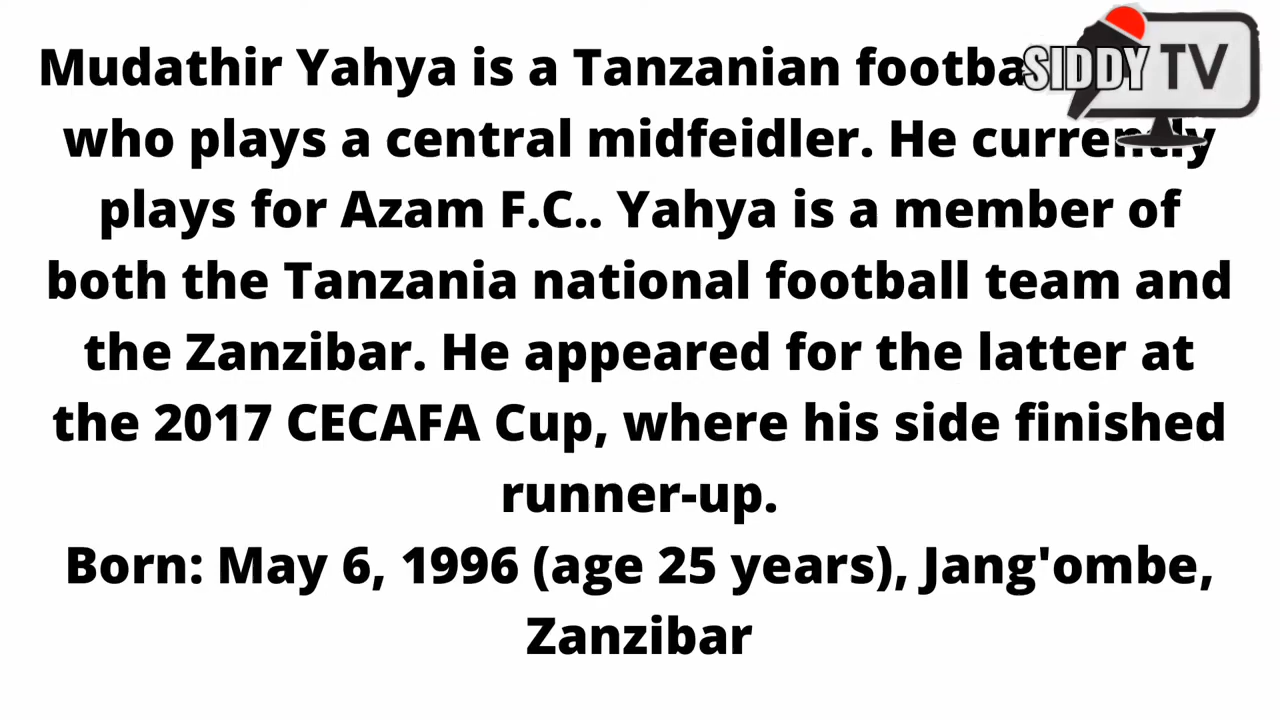 Mudathir Yahya is a Tanzanian
who plays a central midfeidler. He currently
plays for Azam F.C.. Yahya is a member of
both the Tanzania national football team and
the Zanzibar. He appeared for the latter at
the 2017 CECAFA Cup, where his side finished
runner-up.
Born: May 6, 1996 (age 25 years), Jang'ombe,
Zanzibar
SIDDY TV